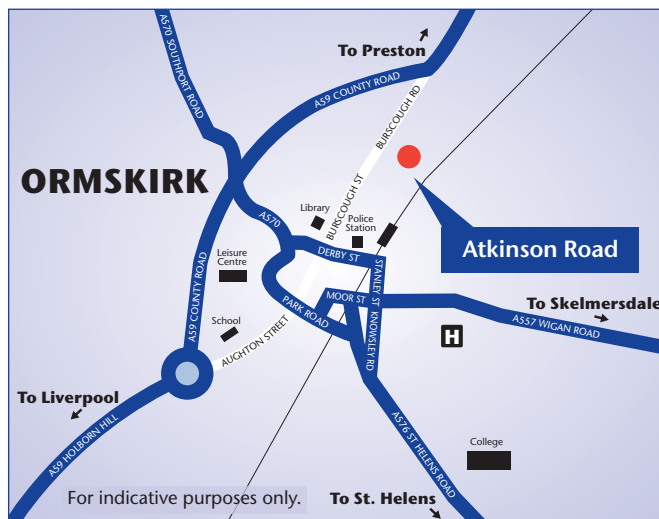 To Preston
A570 SOUTHPORT ROAD
A59 COUNTY ROAD
BURSCOUGH RD
ORMSKIRK
BURSCOUGH ST
Library
Police
Station
A570
Atkinson Road
DERBY ST
Leisure
Centre
STANLEY ST
A59 COUNTY ROAD
MOOR ST
To Skelmersdale
PARK ROAD
A557 WIGAN ROAD
School
KNOWSLEY RD
H
AUGHTON STREET
To Liverpool
A59 HOLBORN HILL
A576 ST HELENS ROAD
College
For indicative purposes only.
To St. Helens